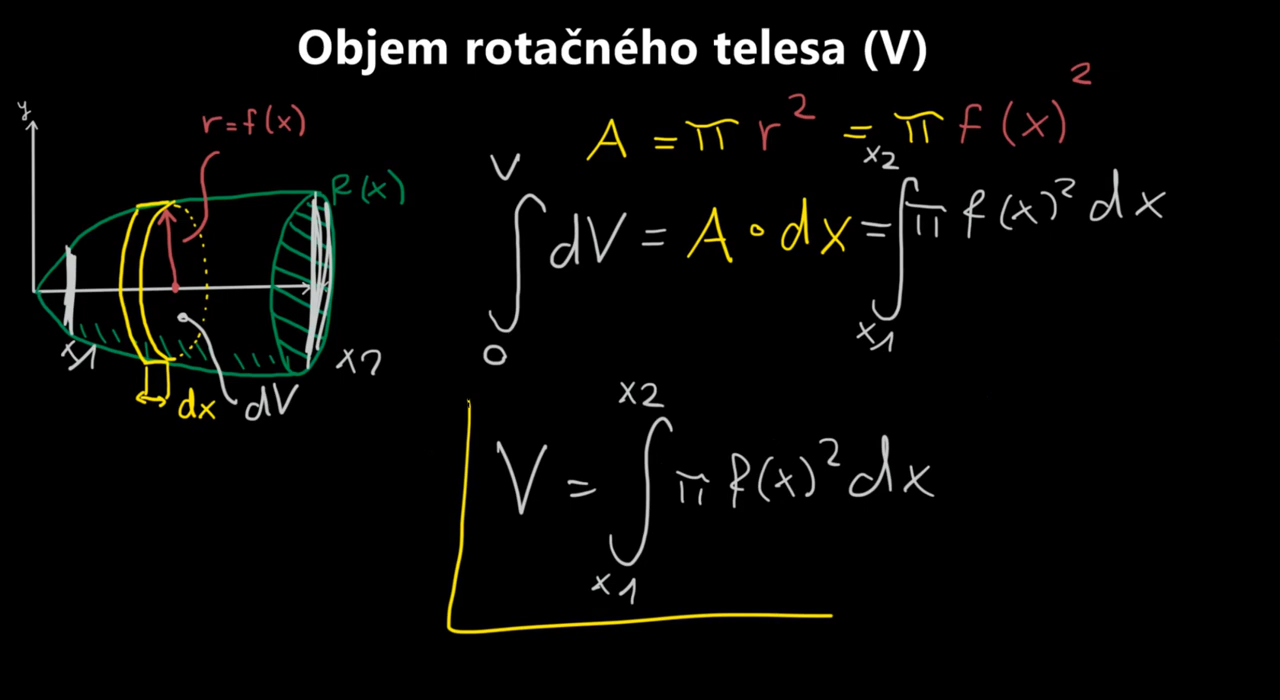 Objem rotačného telesa (V)
y
r=f(x)
A = π r² = π f(x)²
f(x)
V
∫ dV = A • dx = ∫ π f(x)² dx
0
x2
x1
x1
x2
dx
dV
x2
V = ∫ π f(x)² dx
x1